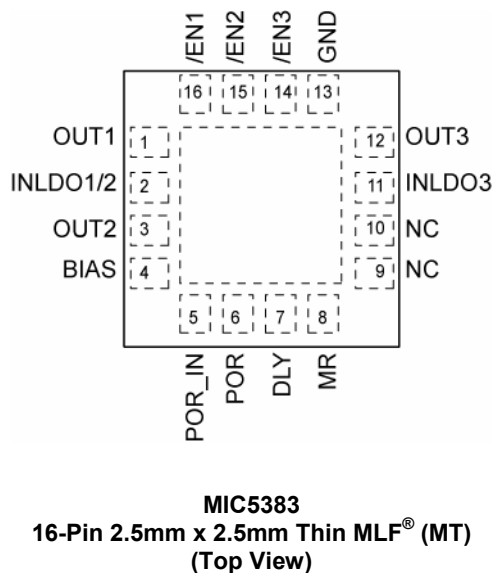 /EN1 /EN2 /EN3 GND
16 15 14 13
OUT1 1 12 OUT3
INLDO1/2 2 11 INLDO3
OUT2 3 10 NC
BIAS 4 9 NC
5 6 7 8
POR_IN POR DLY MR
MIC5383
16-Pin 2.5mm x 2.5mm Thin MLF® (MT)
(Top View)